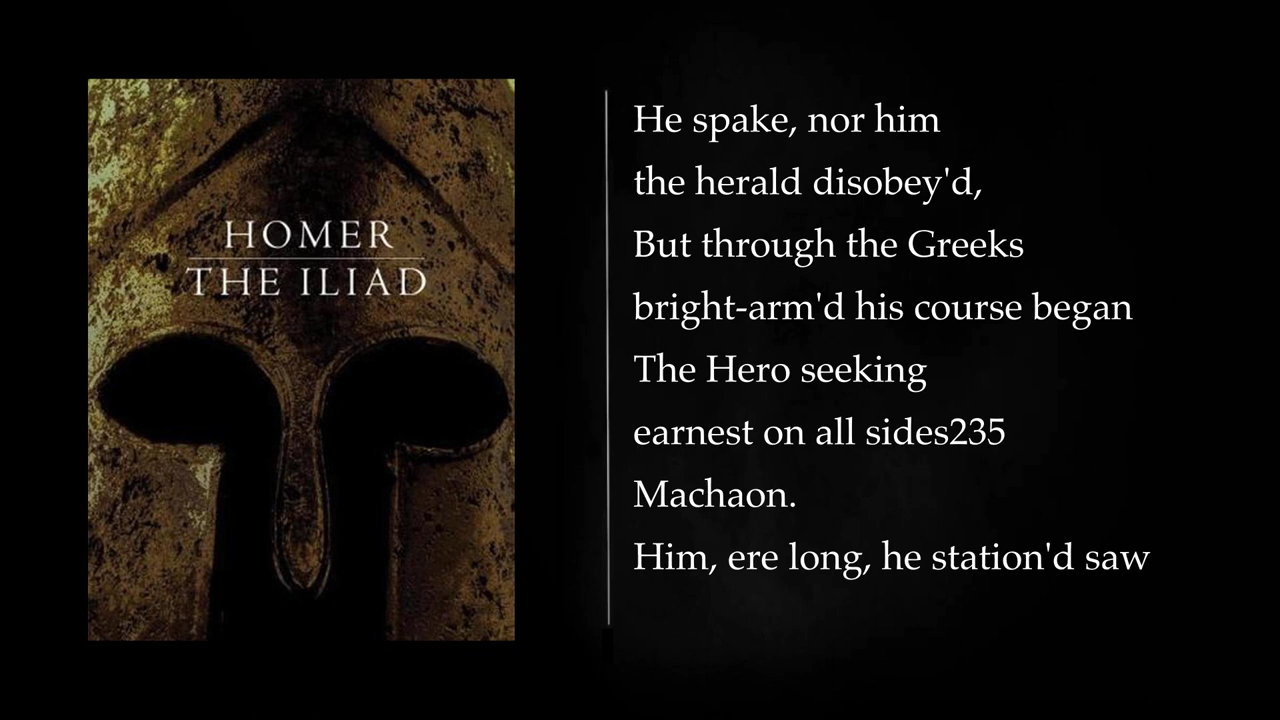 HOMER
THE ILIAD
He spake, nor him
the herald disobey'd,
But through the Greeks
bright-arm'd his course began
The Hero seeking
earnest on all sides235
Machaon.
Him, ere long, he station'd saw